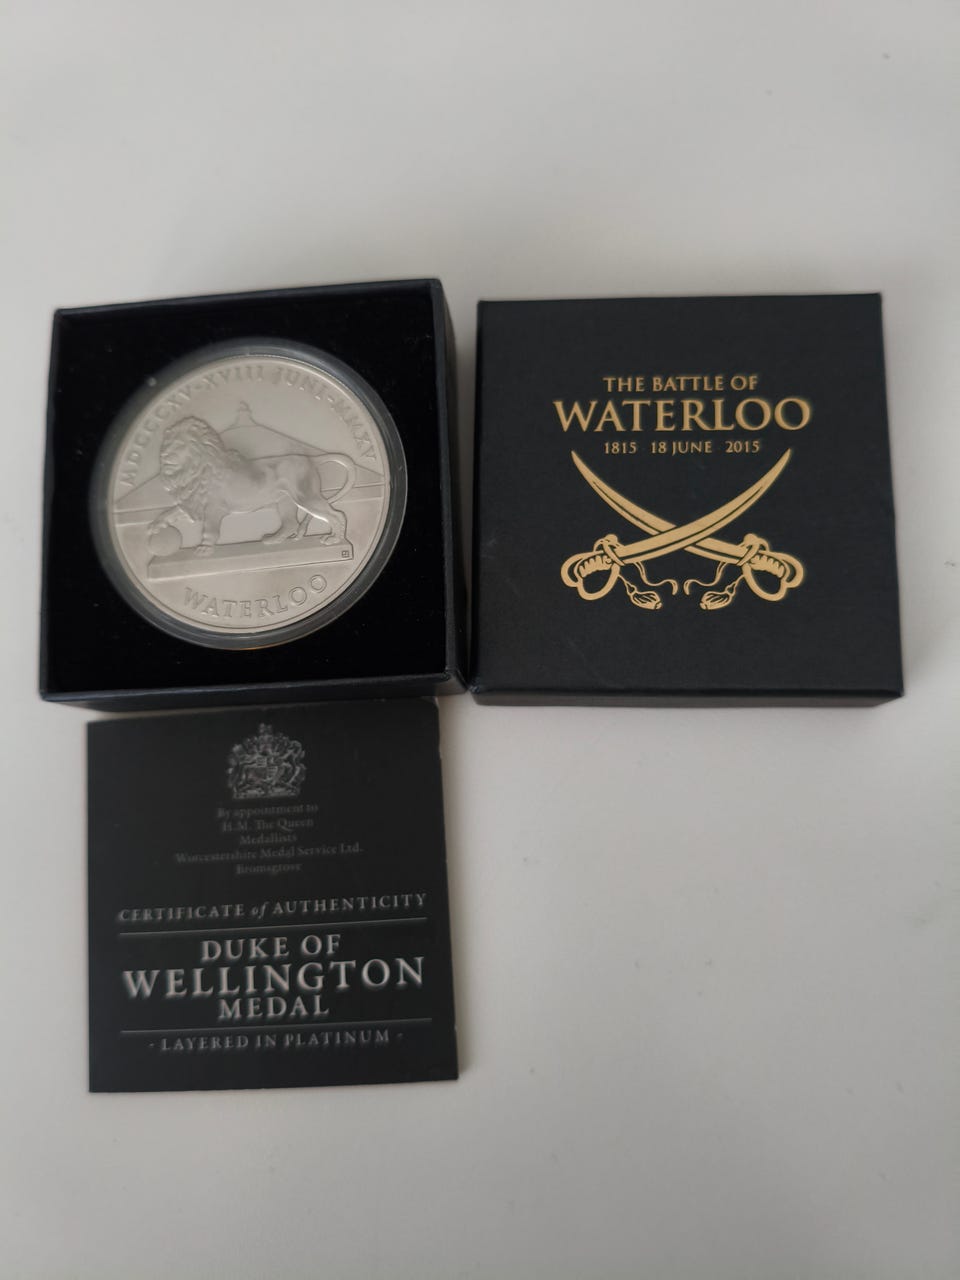 MDCCCXV-XVIII JUNI-MMXV
WATERLOO
THE BATTLE OF
WATERLOO
1815 18 JUNE 2015
By appointment to
H.M. The Queen
Medallists
Worcestershire Medal Service Ltd.
Bromsgrove
CERTIFICATE of AUTHENTICITY
DUKE OF
WELLINGTON
MEDAL
- LAYERED IN PLATINUM -